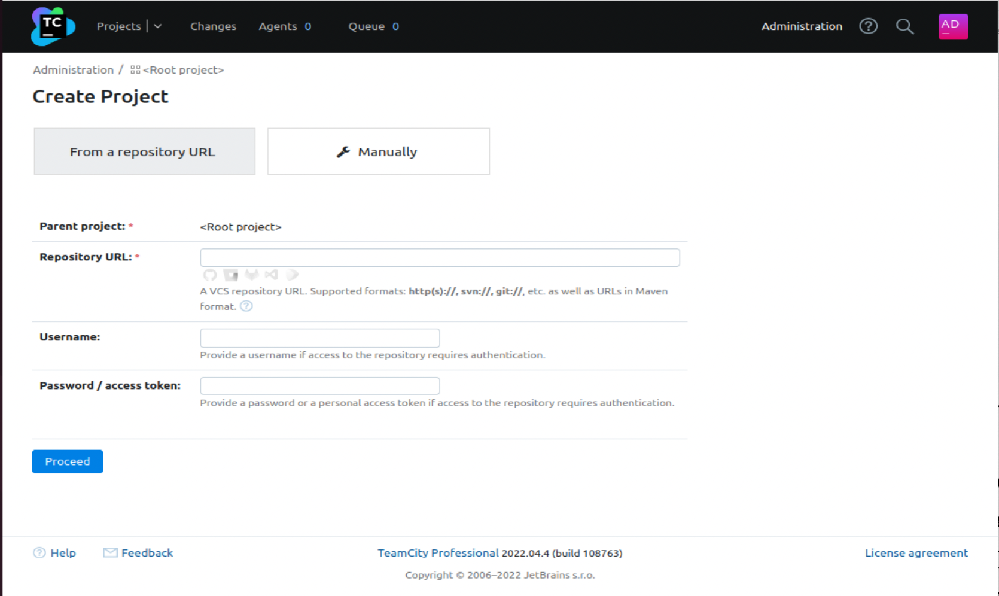 TC
Projects
Changes
Agents 0
Queue 0
Administration
AD
Administration / <Root project>
Create Project
From a repository URL
Manually
Parent project: *
<Root project>
Repository URL: *
A VCS repository URL. Supported formats: http(s)://, svn://, git://, etc. as well as URLs in Maven
format.
Username:
Provide a username if access to the repository requires authentication.
Password / access token:
Provide a password or a personal access token if access to the repository requires authentication.
Proceed
Help
Feedback
TeamCity Professional 2022.04.4 (build 108763)
License agreement
Copyright © 2006–2022 JetBrains s.r.o.